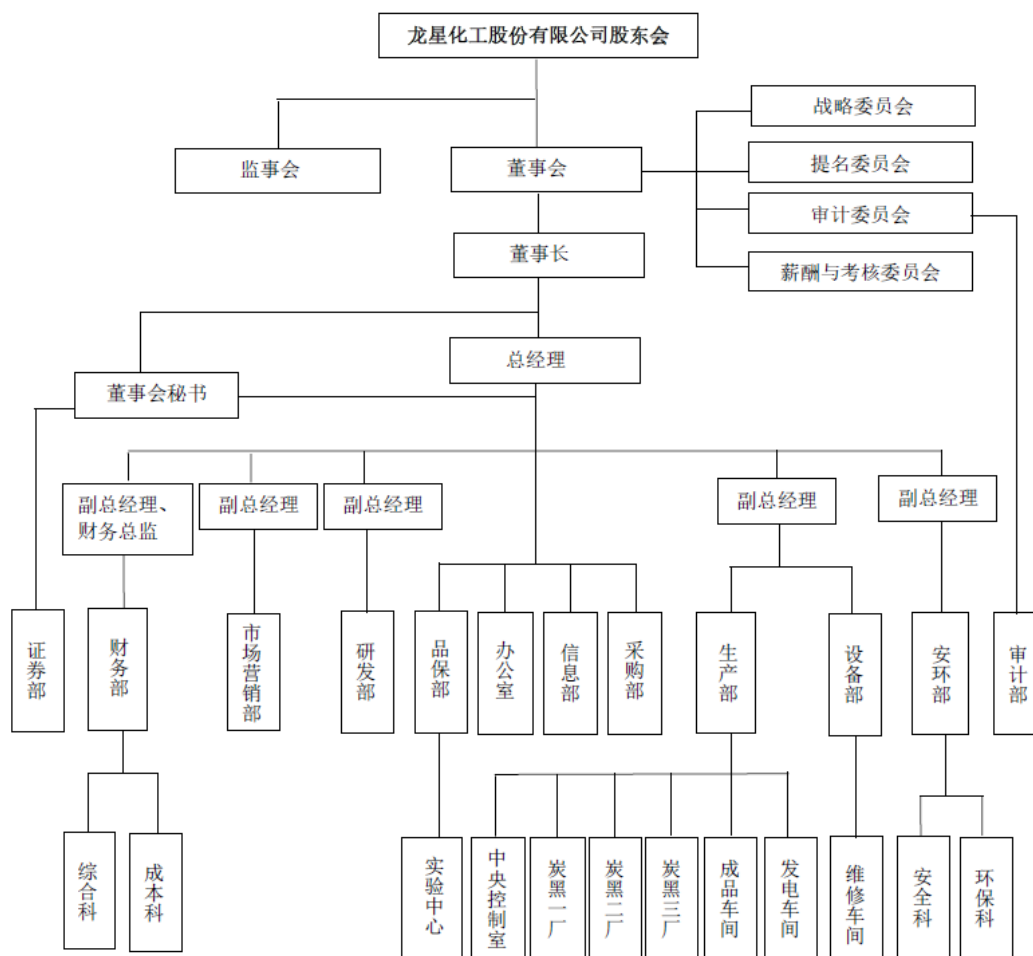 龙星化工股份有限公司股东会
战略委员会
监事会
董事会
提名委员会
审计委员会
董事长
薪酬与考核委员会
总经理
董事会秘书
副总经理、
财务总监
副总经理
副总经理
副总经理
副总经理
证券部
财务部
市场营销部
研发部
品保部
办公室
信息部
采购部
生产部
设备部
安环部
审计部
综合科
成本科
实验中心
中央控制室
炭黑一厂
炭黑二厂
炭黑三厂
成品车间
发电车间
维修车间
安全科
环保科